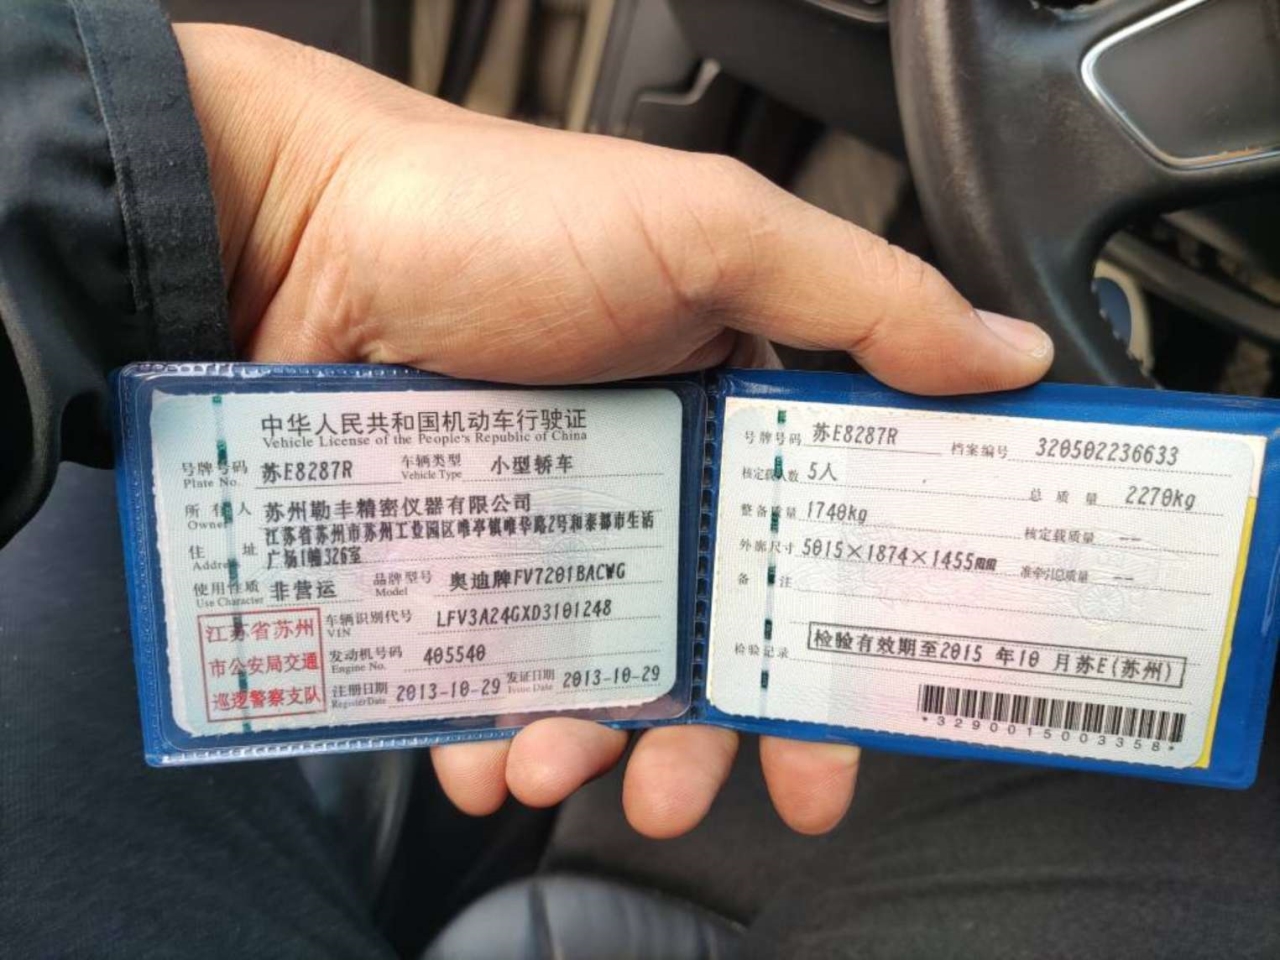 中华人民共和国机动车行驶证
Vehicle License of the People's Republic of China
号牌号码 苏E8287R 车辆类型 小型轿车
Plate No. Vehicle Type
所有人 苏州勒丰精密仪器有限公司
Owner
住址 江苏省苏州市苏州工业园区唯亭镇唯华路2号和泰都市生活
Address 广场1幢326室
使用性质 非营运 品牌型号 奥迪牌FV7201BACWG
Use Character Model
江苏省苏州
市公安局交通
巡逻警察支队
车辆识别代号 LFV3A24GXD3101248
VIN
发动机号码 405540
Engine No.
注册日期 2013-10-29 发证日期 2013-10-29
Register Date Issue Date
号牌号码 苏E8287R 档案编号 320502236633
核定载人数 5人 总质量 2270kg
整备质量 1740kg 核定载质量 --
外廓尺寸 5015×1874×1455mm 准牵引总质量 --
备注
检验记录 检验有效期至2015 年10 月苏E(苏州)
*3290015003358*